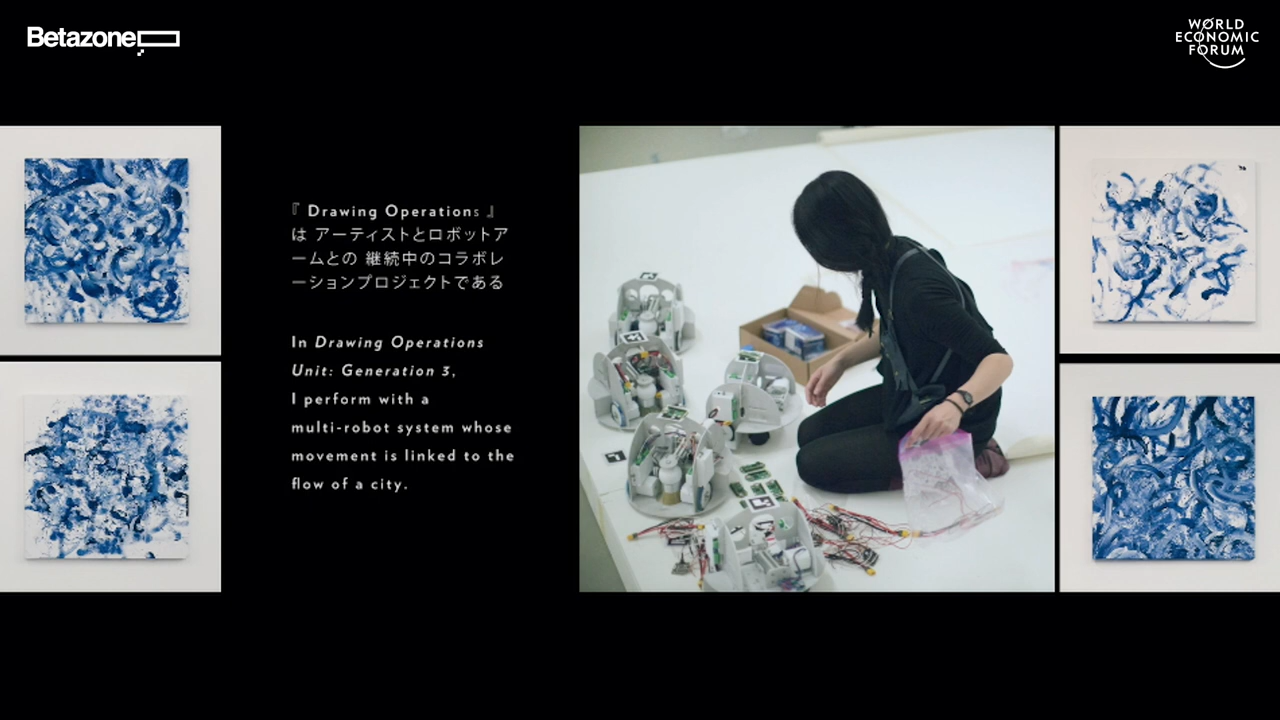 Betazone
WORLD
ECONOMIC
FORUM
『 Drawing Operations 』
は アーティストとロボットア
ームとの 継続中のコラボレ
ーションプロジェクトである
In Drawing Operations
Unit: Generation 3,
I perform with a
multi-robot system whose
movement is linked to the
flow of a city.